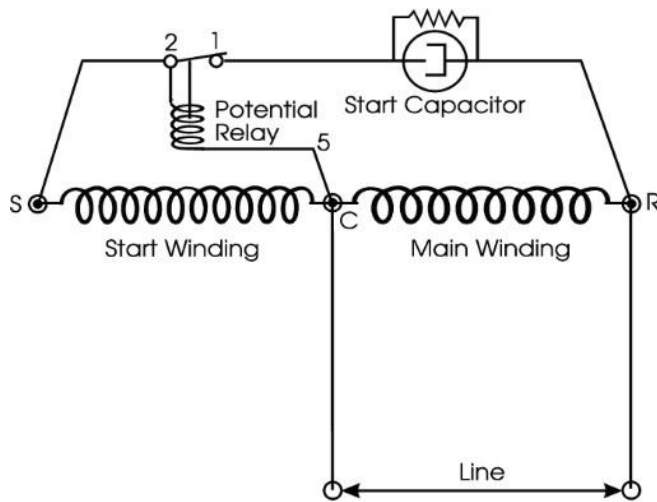 2 1
Potential
Relay
5
Start Capacitor
S
C
R
Start Winding
Main Winding
Line